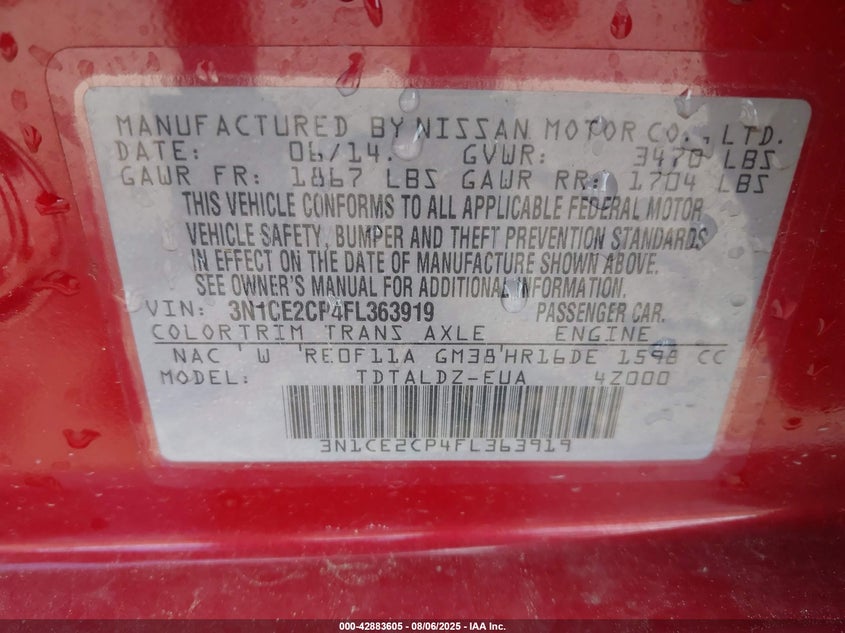 MANUFACTURED BY NISSAN MOTOR CO., LTD.
DATE: 06/14. GVWR: 3470 LBS
GAWR FR: 1867 LBS GAWR RR: 1704 LBS
THIS VEHICLE CONFORMS TO ALL APPLICABLE FEDERAL MOTOR
VEHICLE SAFETY, BUMPER AND THEFT PREVENTION STANDARDS
IN EFFECT ON THE DATE OF MANUFACTURE SHOWN ABOVE.
SEE OWNER'S MANUAL FOR ADDITIONAL INFORMATION.
VIN: 3N1CE2CP4FL363919 PASSENGER CAR.
COLOR TRIM TRANS AXLE ENGINE
NAC W RE0F11A GM38 HR16DE 1598 CC
MODEL: TDTALDZ-EUA 4Z000
3N1CE2CP4FL363919
000-42883605 - 08/06/2025 - IAA Inc.